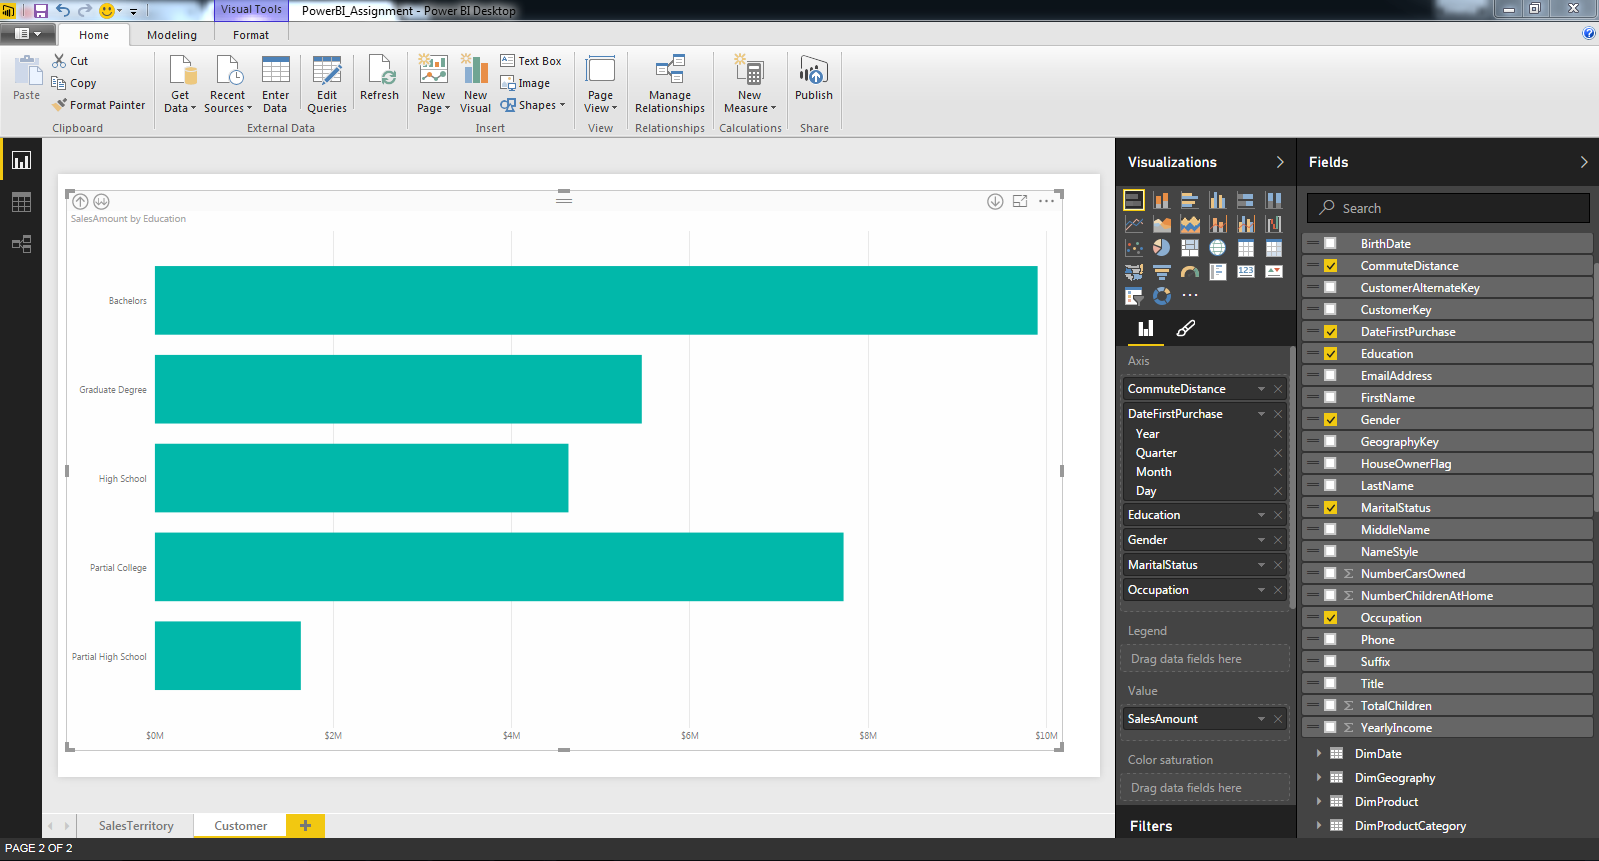 Visual Tools
PowerBI_Assignment - Power BI Desktop
Home
Modeling
Format
Paste
Cut
Copy
Format Painter
Clipboard
Get Data
Recent Sources
Enter Data
Edit Queries
Refresh
External Data
New Page
New Visual
Text Box
Image
Shapes
Insert
Page View
View
Manage Relationships
Relationships
New Measure
Calculations
Publish
Share
SalesAmount by Education
Bachelors
Graduate Degree
High School
Partial College
Partial High School
$0M $2M $4M $6M $8M $10M
Visualizations
123
Axis
CommuteDistance
DateFirstPurchase
Year
Quarter
Month
Day
Education
Gender
MaritalStatus
Occupation
Legend
Drag data fields here
Value
SalesAmount
Color saturation
Drag data fields here
Filters
Fields
Search
BirthDate
CommuteDistance
CustomerAlternateKey
CustomerKey
DateFirstPurchase
Education
EmailAddress
FirstName
Gender
GeographyKey
HouseOwnerFlag
LastName
MaritalStatus
MiddleName
NameStyle
Σ NumberCarsOwned
Σ NumberChildrenAtHome
Occupation
Phone
Suffix
Title
Σ TotalChildren
Σ YearlyIncome
DimDate
DimGeography
DimProduct
DimProductCategory
SalesTerritory
Customer
PAGE 2 OF 2